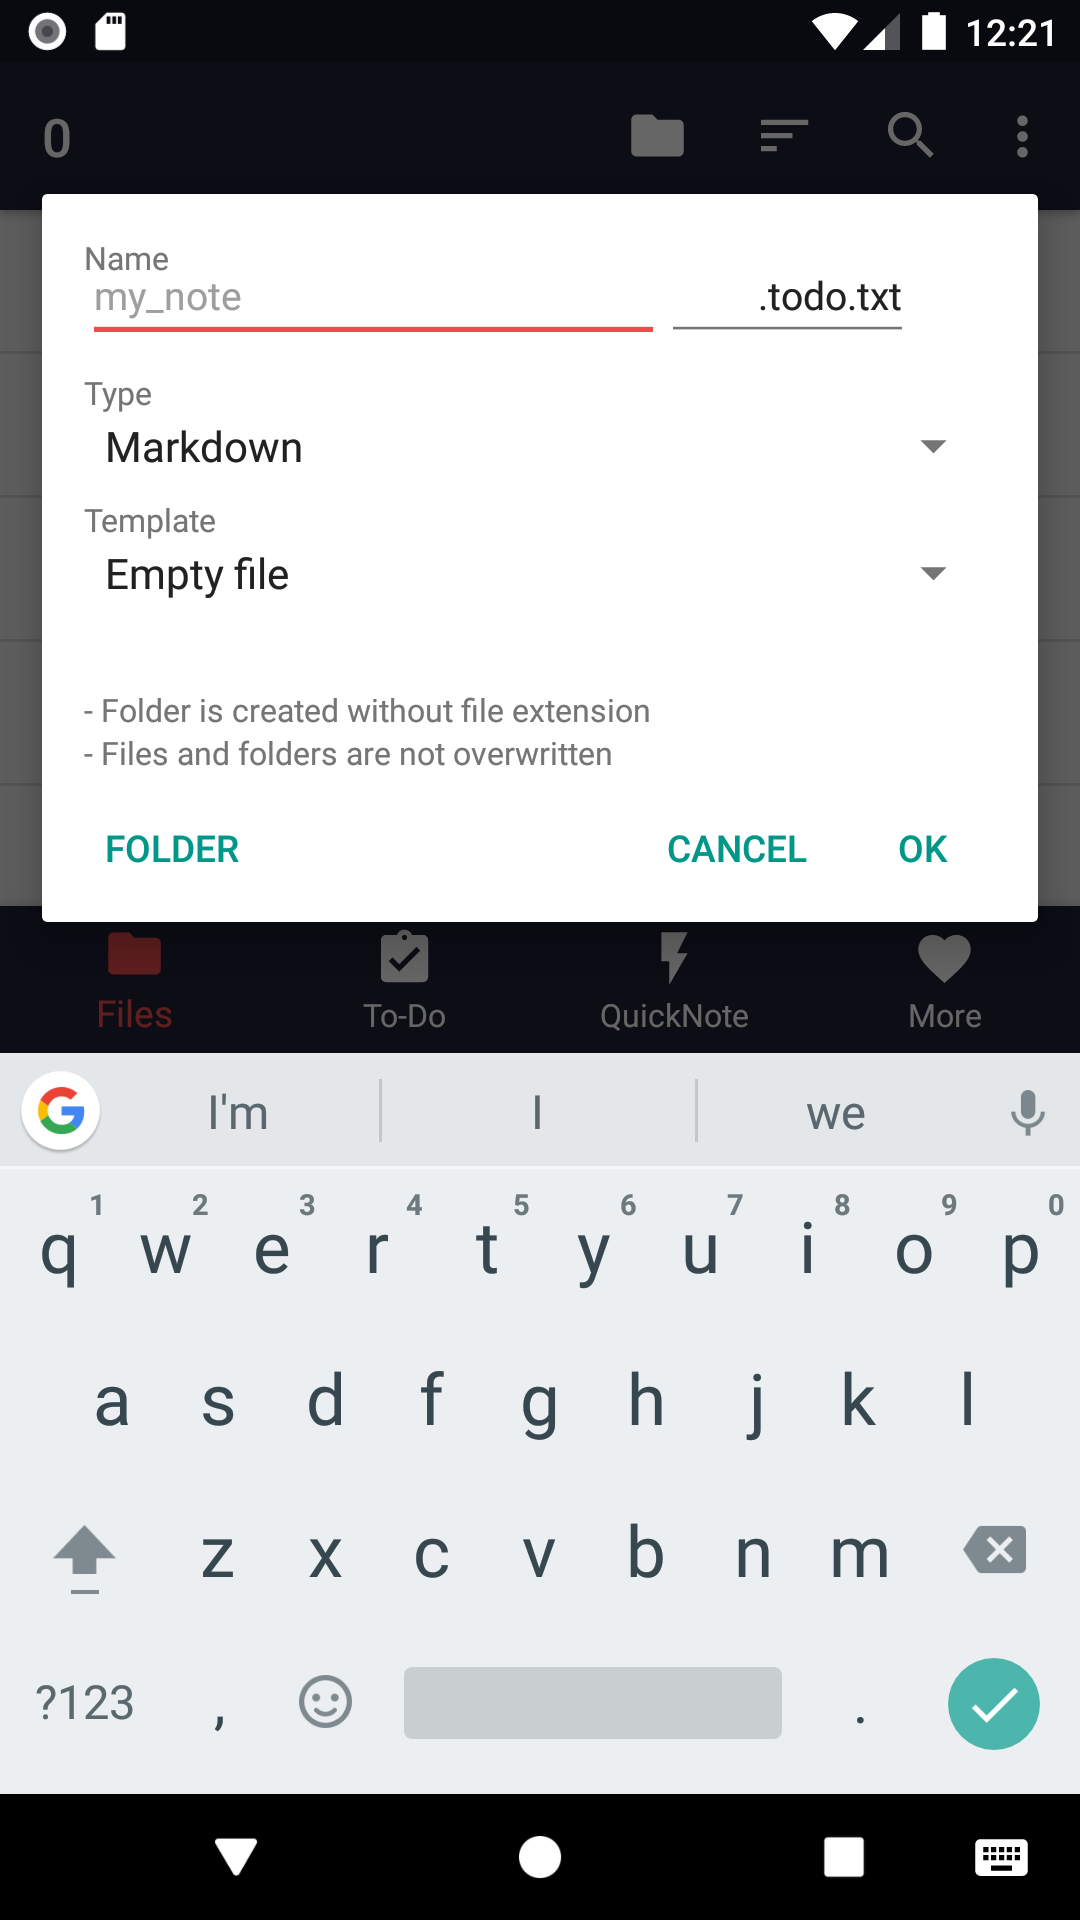 12:21
0
Name
my_note .todo.txt
Type
Markdown
Template
Empty file
- Folder is created without file extension
- Files and folders are not overwritten
FOLDER CANCEL OK
Files To-Do QuickNote More
G I'm I we
1 2 3 4 5 6 7 8 9 0
q w e r t y u i o p
a s d f g h j k l
z x c v b n m
?123 , .